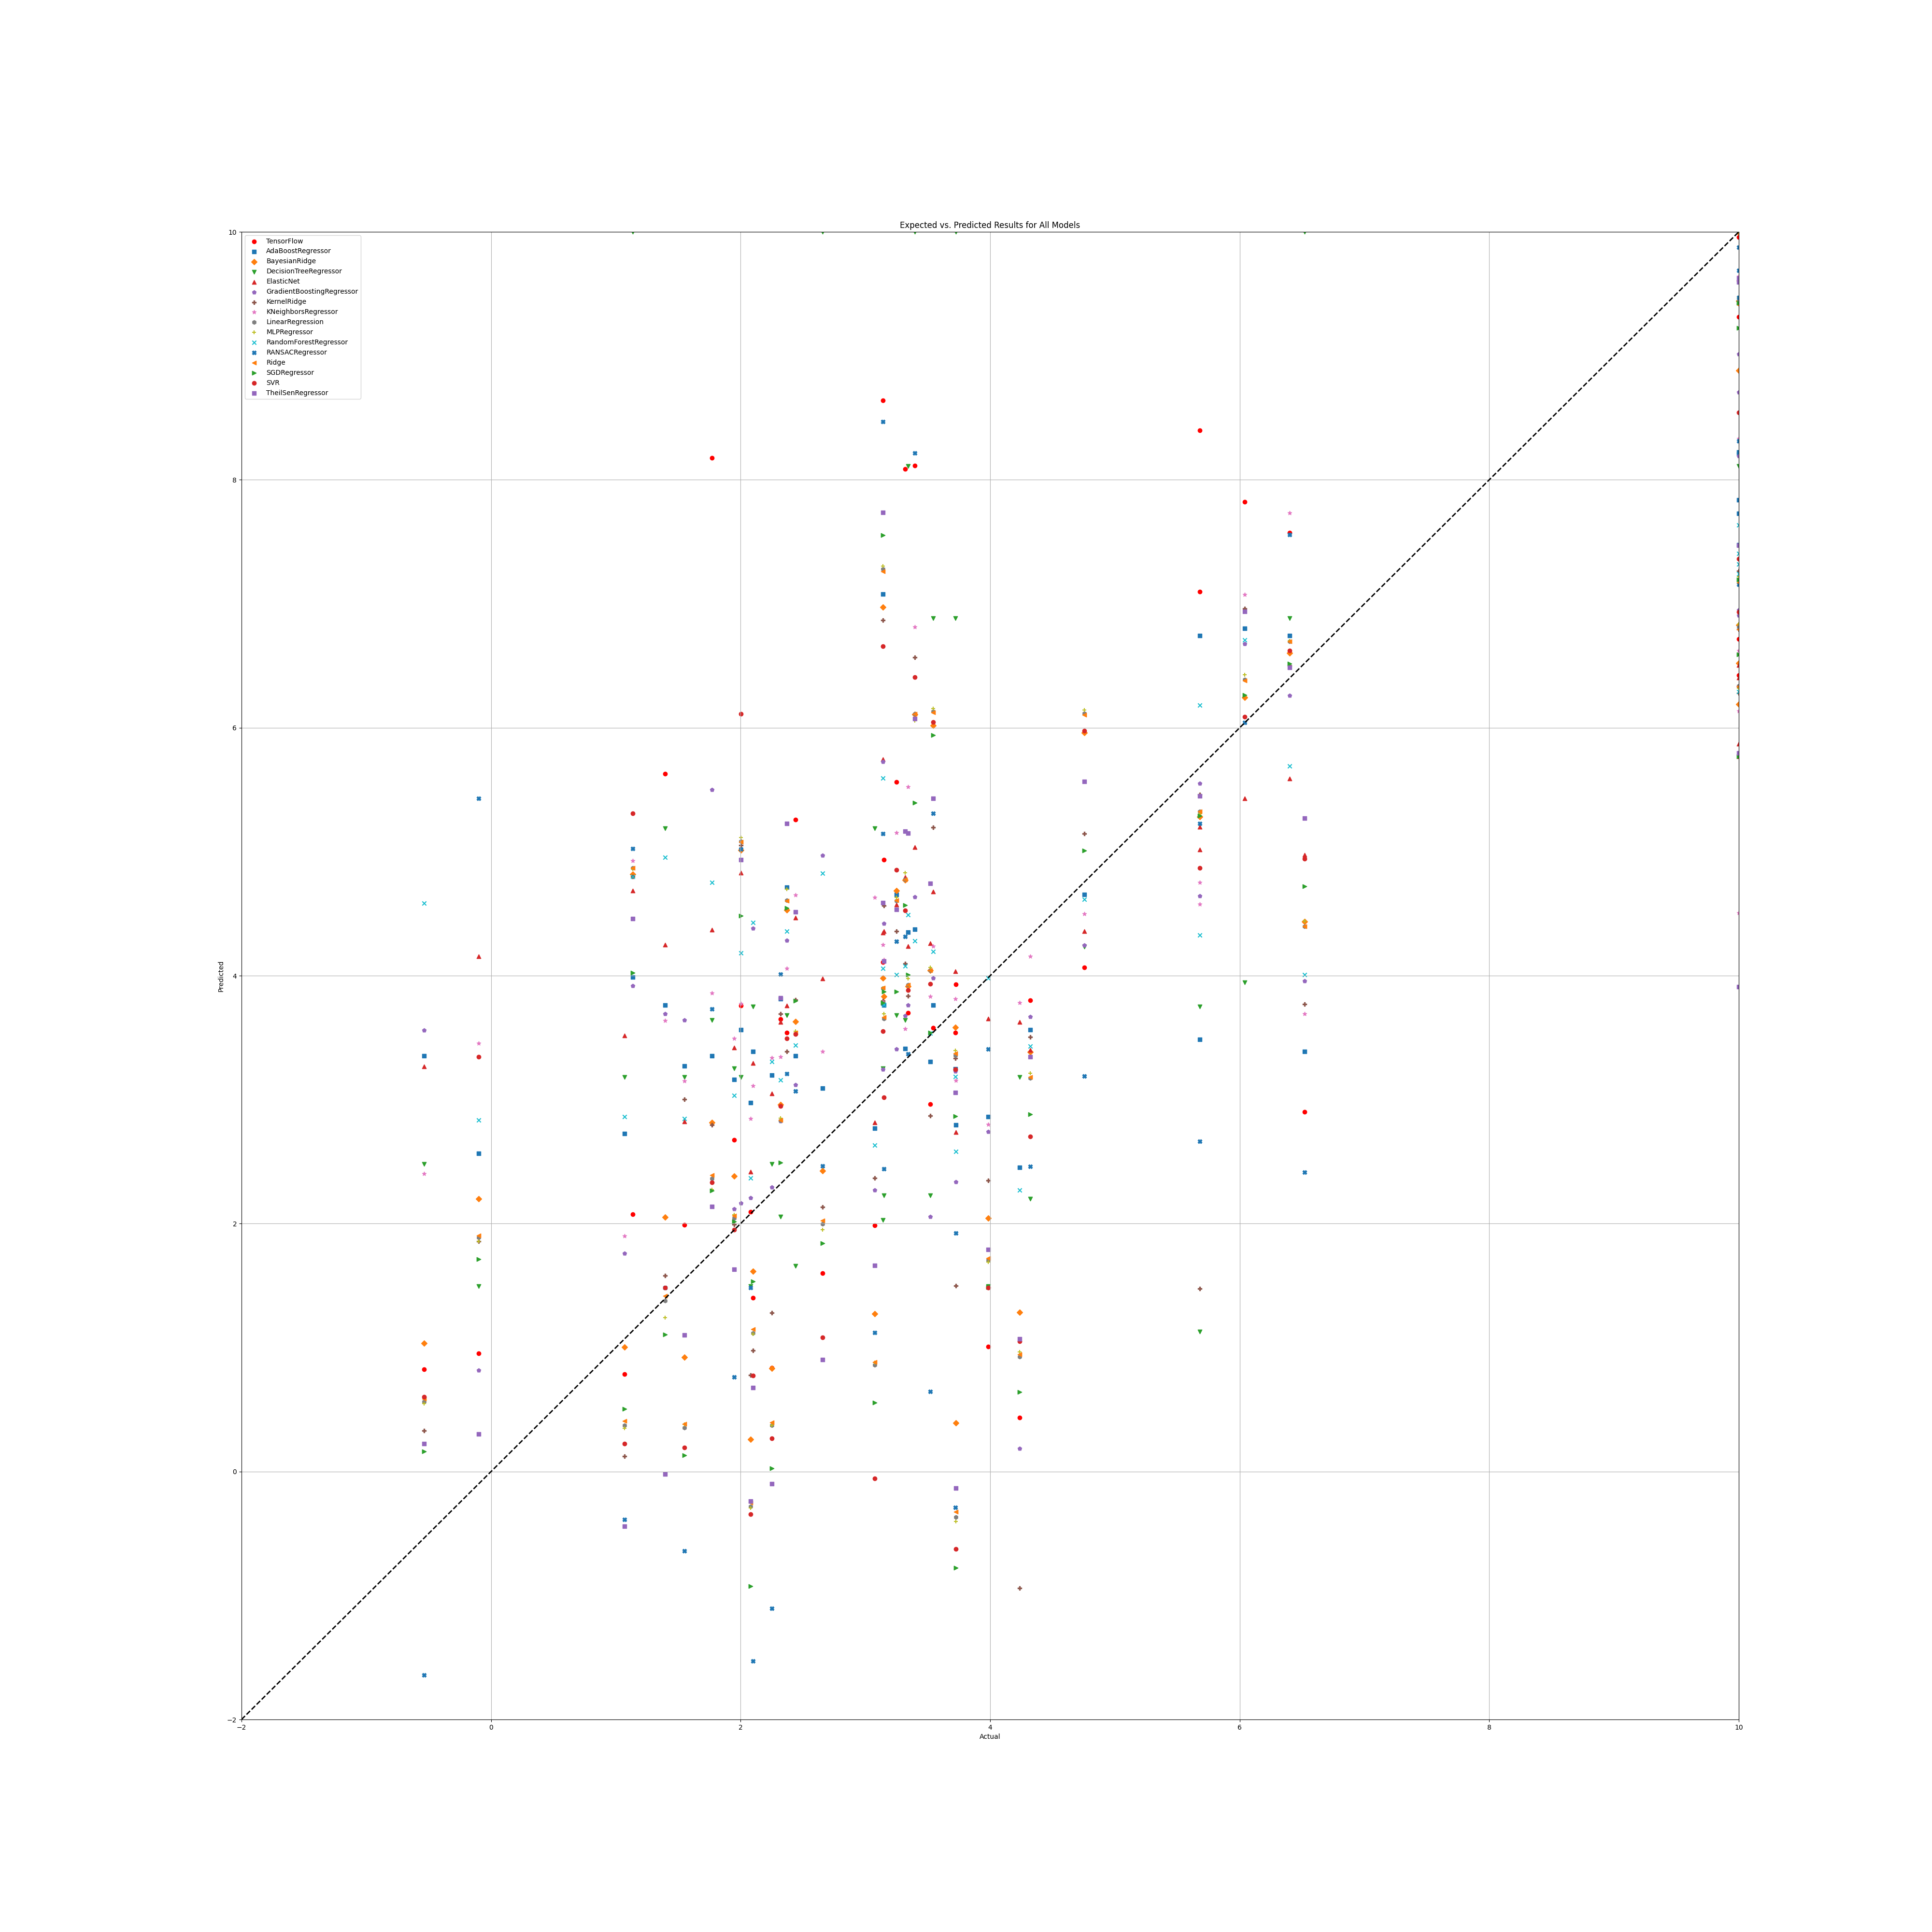 Expected vs. Predicted Results for All Models
10
TensorFlow
AdaBoostRegressor
BayesianRidge
DecisionTreeRegressor
ElasticNet
GradientBoostingRegressor
KernelRidge
KNeighborsRegressor
LinearRegression
MLPRegressor
RandomForestRegressor
RANSACRegressor
Ridge
SGDRegressor
SVR
TheilSenRegressor
8
6
4
2
0
−2
Predicted
−2 0 2 4 6 8 10
Actual